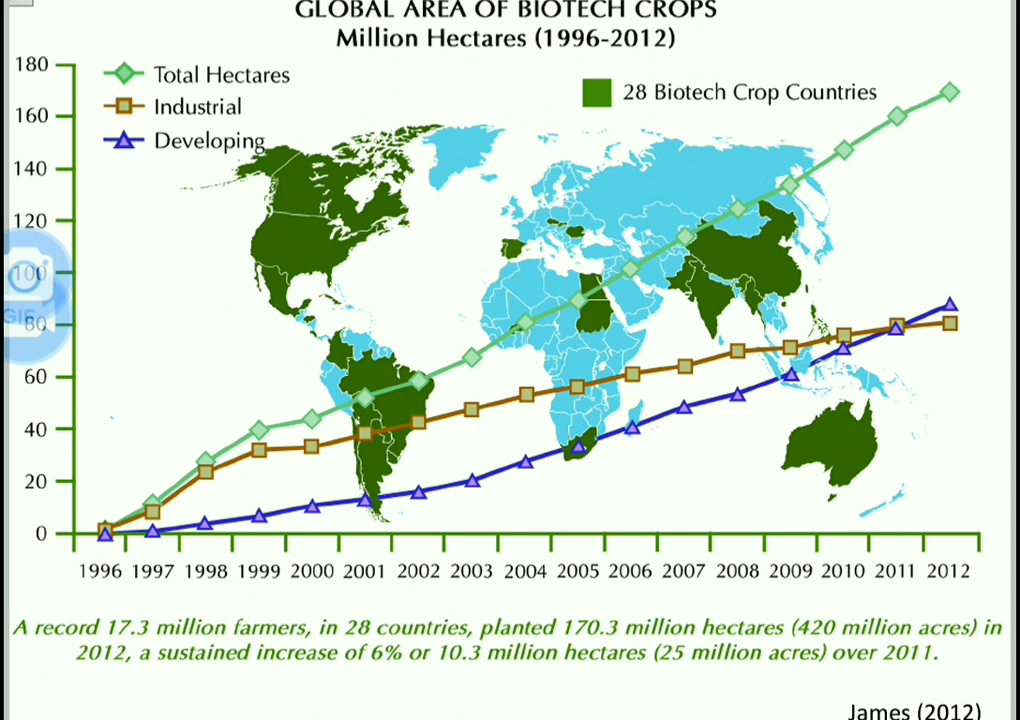 GLOBAL AREA OF BIOTECH CROPS
Million Hectares (1996-2012)
180
160
140
120
100
80
60
40
20
0
Total Hectares
Industrial
Developing
28 Biotech Crop Countries
GIF
1996 1997 1998 1999 2000 2001 2002 2003 2004 2005 2006 2007 2008 2009 2010 2011 2012
A record 17.3 million farmers, in 28 countries, planted 170.3 million hectares (420 million acres) in
2012, a sustained increase of 6% or 10.3 million hectares (25 million acres) over 2011.
James (2012)